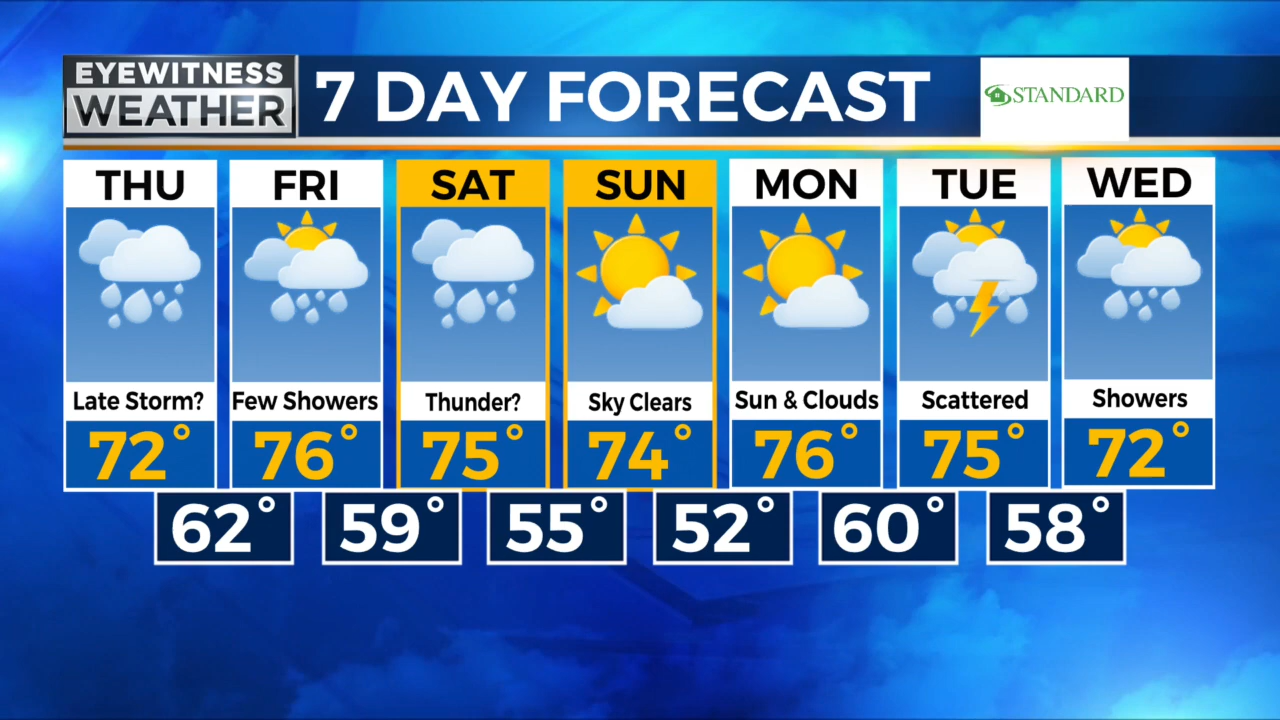 EYEWITNESS
WEATHER
7 DAY FORECAST
STANDARD
THU FRI SAT SUN MON TUE WED
Late Storm? Few Showers Thunder? Sky Clears Sun & Clouds Scattered Showers
72° 76° 75° 74° 76° 75° 72°
62° 59° 55° 52° 60° 58°